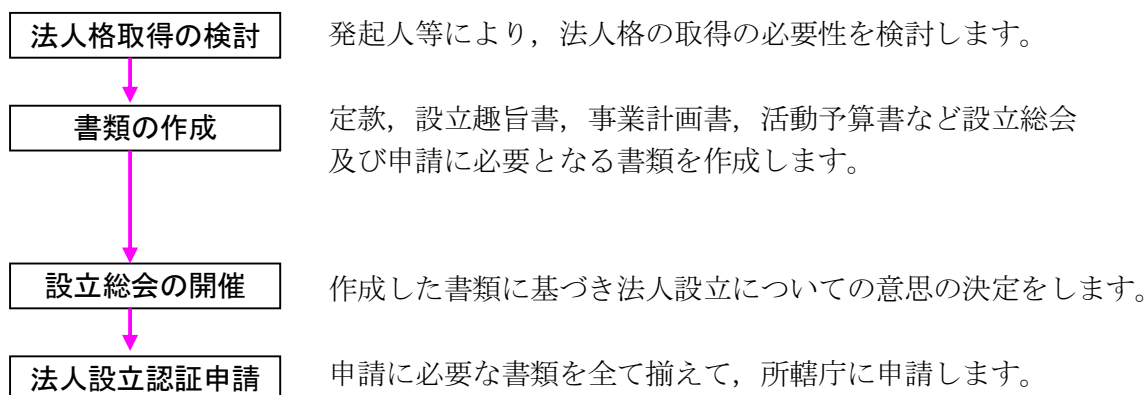 法人格取得の検討
発起人等により，法人格の取得の必要性を検討します。
書類の作成
定款，設立趣旨書，事業計画書，活動予算書など設立総会
及び申請に必要となる書類を作成します。
設立総会の開催
作成した書類に基づき法人設立についての意思の決定をします。
法人設立認証申請
申請に必要な書類を全て揃えて，所轄庁に申請します。